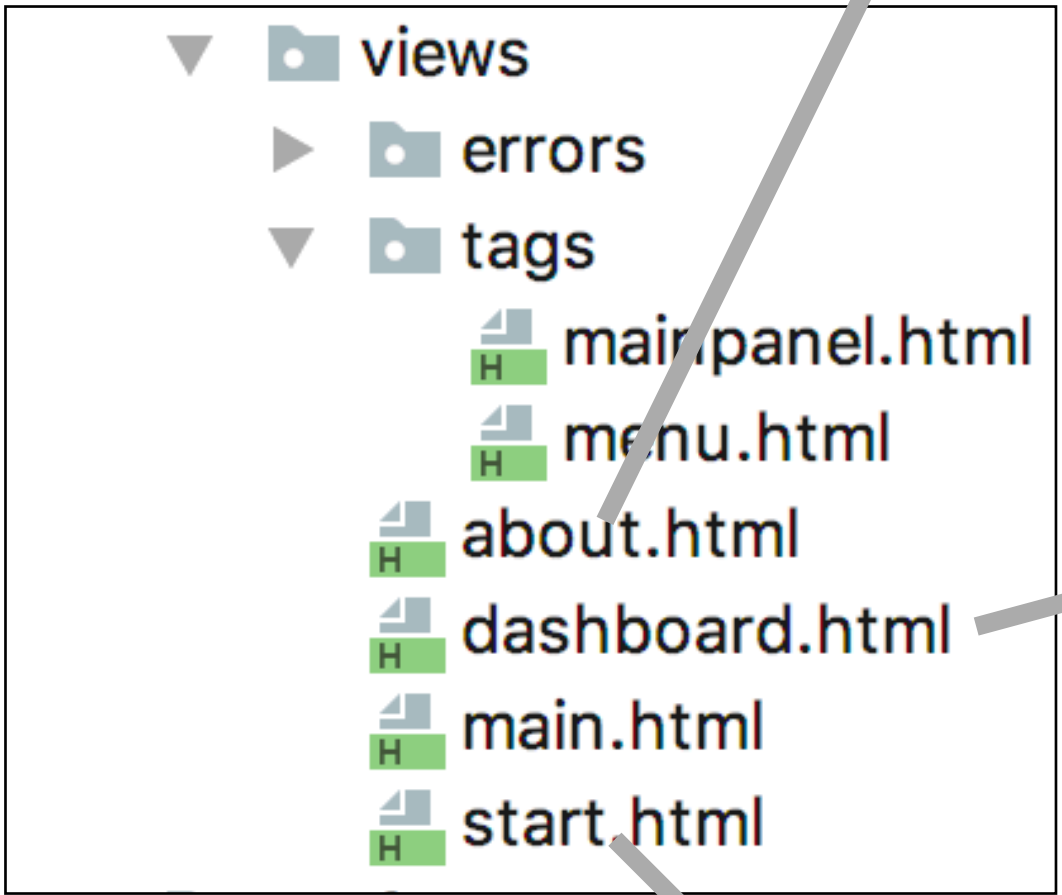 views
errors
tags
mainpanel.html
H
menu.html
H
about.html
H
dashboard.html
H
main.html
H
start.html
H